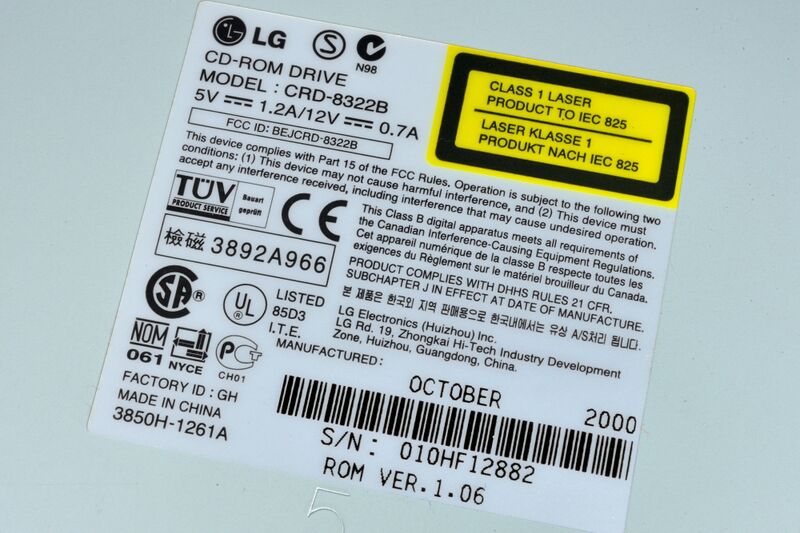 LG S N98
CD-ROM DRIVE
MODEL : CRD-8322B
5V ⎓ 1.2A/12V ⎓ 0.7A
FCC ID: BEJCRD-8322B
CLASS 1 LASER
PRODUCT TO IEC 825
LASER KLASSE 1
PRODUKT NACH IEC 825
This device complies with Part 15 of the FCC Rules. Operation is subject to the following two
conditions: (1) This device may not cause harmful interference, and (2) This device must
accept any interference received, including interference that may cause undesired operation.
TÜV
PRODUCT SERVICE
Bauart
geprüft
CE
檢磁 3892A966
This Class B digital apparatus meets all requirements of
the Canadian Interference-Causing Equipment Regulations.
Cet appareil numérique de la classe B respecte toutes les
exigences du Règlement sur le matériel brouilleur du Canada.
PRODUCT COMPLIES WITH DHHS RULES 21 CFR.
SUBCHAPTER J IN EFFECT AT DATE OF MANUFACTURE.
본 제품은 한국외 지역 판매용으로 한국내에서는 유상 A/S처리 됩니다.
LG Electronics (Huizhou) Inc.
LG Rd. 19, Zhongkai Hi-Tech Industry Development
Zone, Huizhou, Guangdong, China.
SA ®
UL ®
LISTED
85D3
I.T.E.
NOM
061 NYCE
CH01
MANUFACTURED:
OCTOBER 2000
FACTORY ID : GH
MADE IN CHINA
3850H-1261A
S/N: 010HF12882
ROM VER.1.06
5